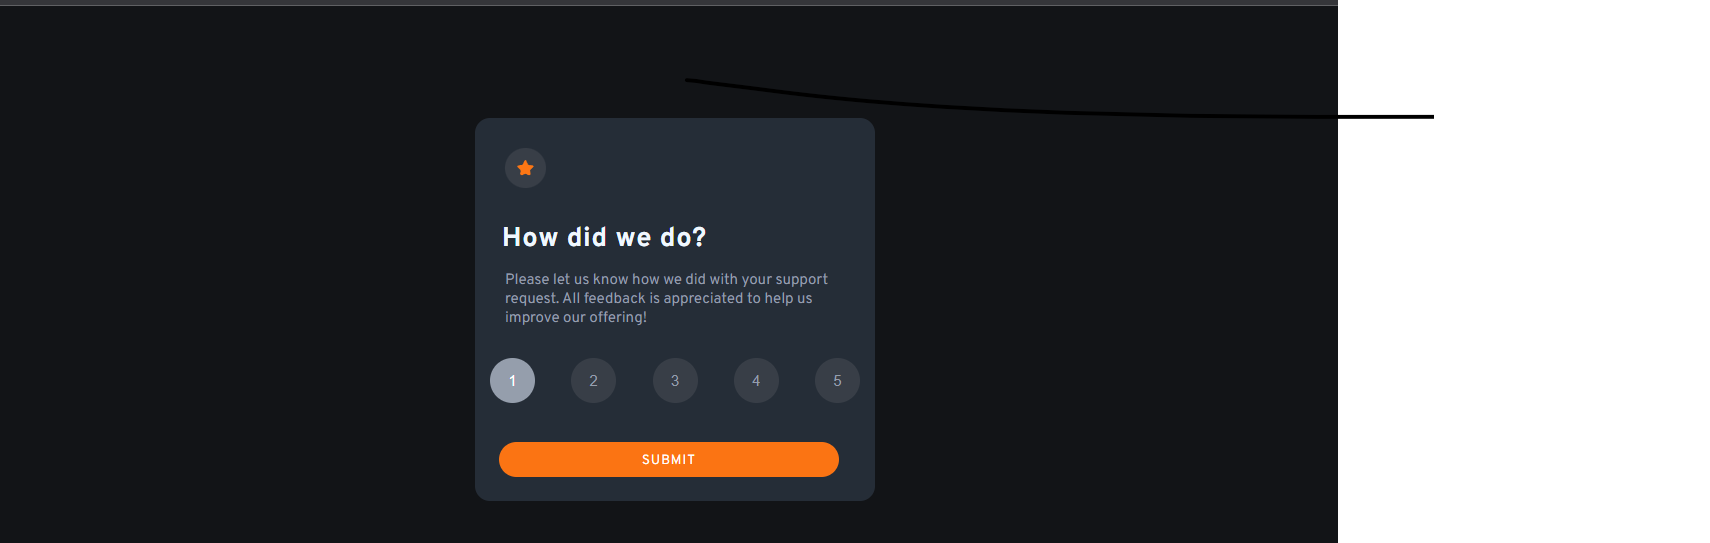 How did we do?
Please let us know how we did with your support
request. All feedback is appreciated to help us
improve our offering!
1 2 3 4 5
SUBMIT